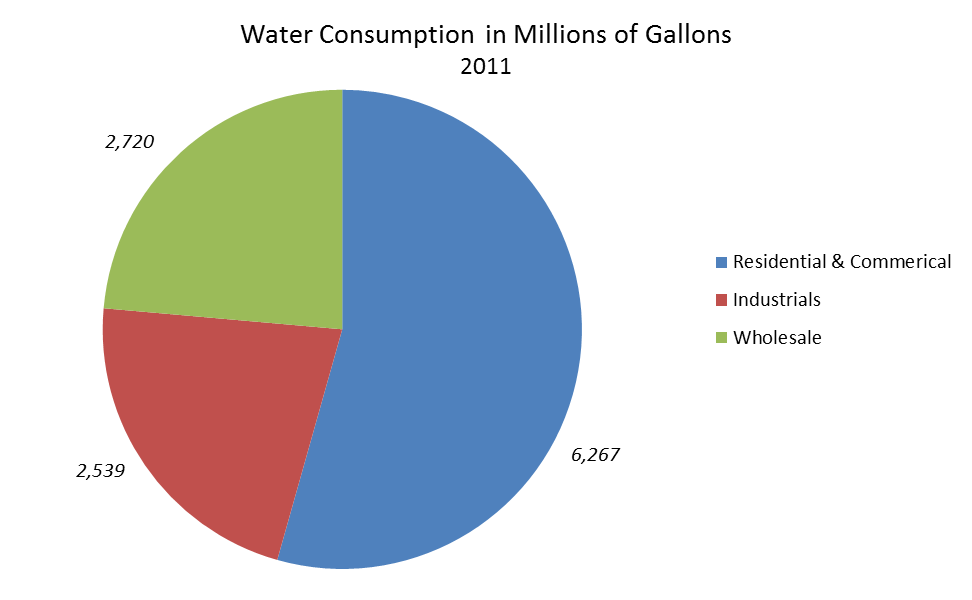 Water Consumption in Millions of Gallons
2011
2,720
2,539
6,267
Residential & Commerical
Industrials
Wholesale